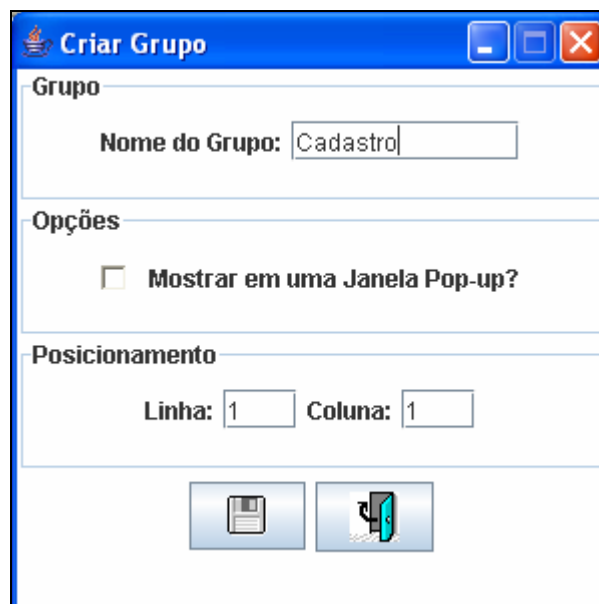 Criar Grupo
Grupo
Nome do Grupo: Cadastro
Opções
Mostrar em uma Janela Pop-up?
Posicionamento
Linha: 1 Coluna: 1